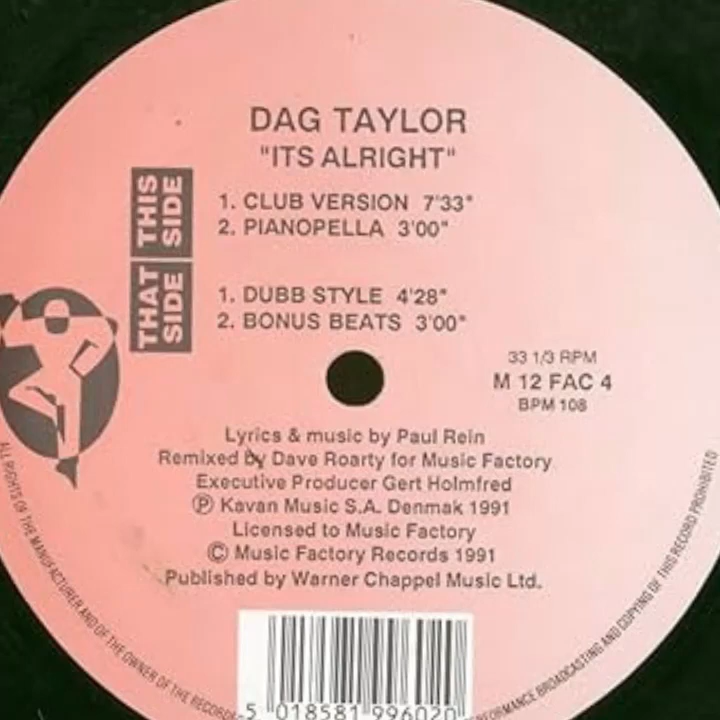 DAG TAYLOR
"ITS ALRIGHT"
THIS SIDE
1. CLUB VERSION 7'33"
2. PIANOPELLA 3'00"
THAT SIDE
1. DUBB STYLE 4'28"
2. BONUS BEATS 3'00"
33 1/3 RPM
M 12 FAC 4
BPM 108
Lyrics & music by Paul Rein
Remixed by Dave Roarty for Music Factory
Executive Producer Gert Holmfred
Ⓟ Kavan Music S.A. Denmak 1991
Licensed to Music Factory
© Music Factory Records 1991
Published by Warner Chappel Music Ltd.
ALL RIGHTS OF THE MANUFACTURER AND OF THE OWNER OF THE RECORDE
ERFORMANCE BROADCASTING AND COPYING OF THIS RECORD PROHIBITED
5 018581 996020